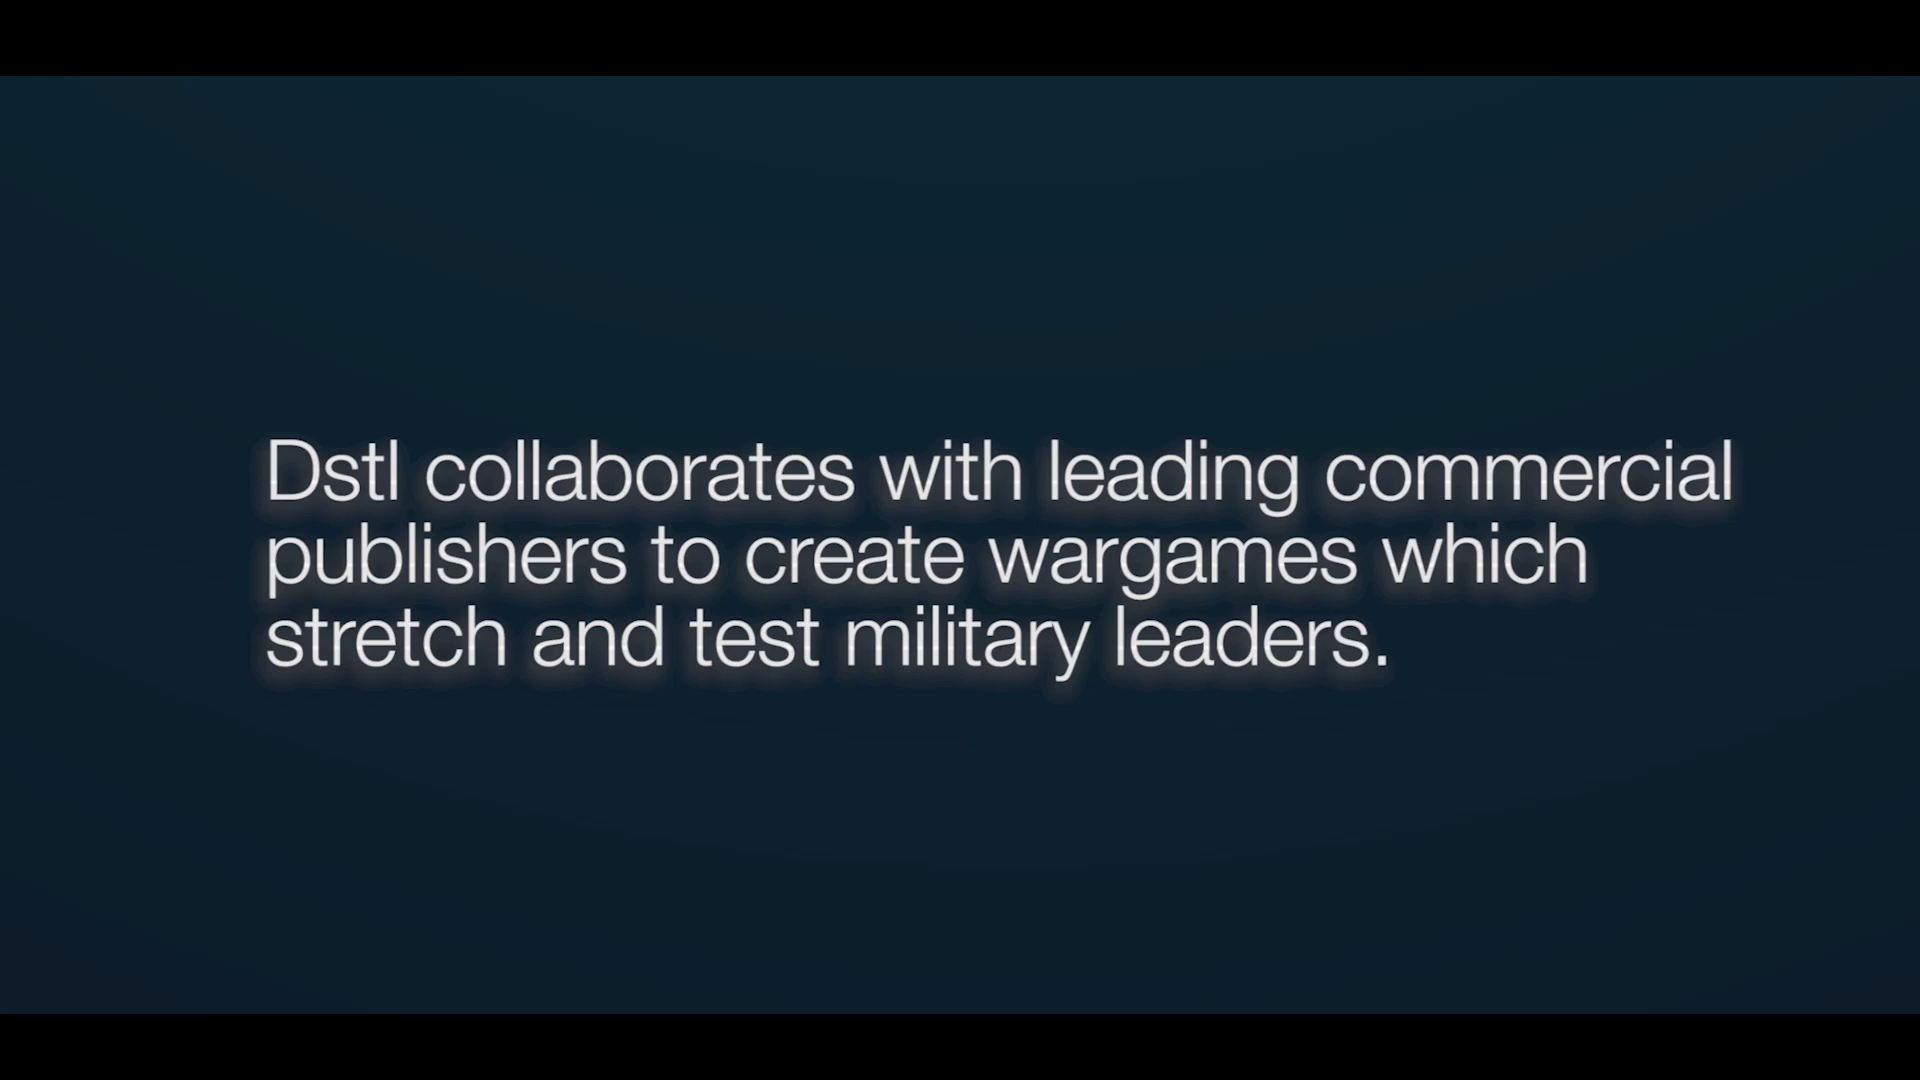 Dstl collaborates with leading commercial
publishers to create wargames which
stretch and test military leaders.